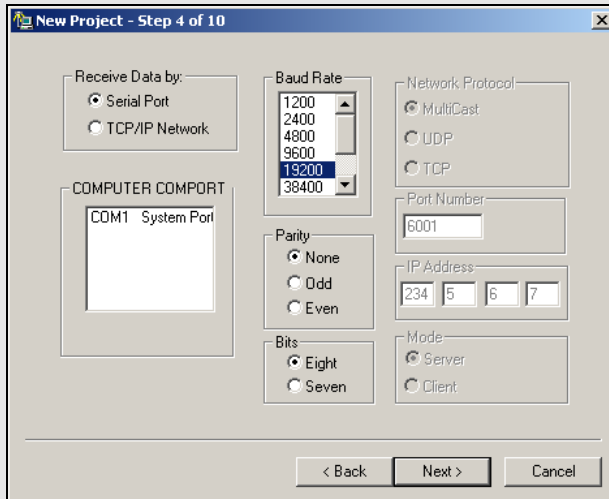 New Project - Step 4 of 10
Receive Data by:
Serial Port
TCP/IP Network
COMPUTER COMPORT
COM1 System Port
Baud Rate
1200
2400
4800
9600
19200
38400
Parity
None
Odd
Even
Bits
Eight
Seven
Network Protocol
MultiCast
UDP
TCP
Port Number
6001
IP Address
234 5 6 7
Mode
Server
Client
< Back
Next >
Cancel